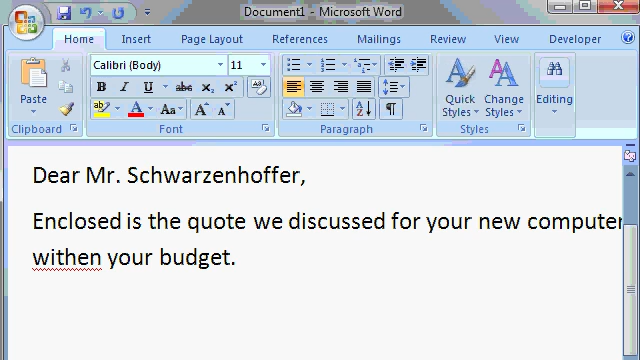 Document1 - Microsoft Word
Home Insert Page Layout References Mailings Review View Developer
Calibri (Body) 11
Paste
B I U abc X₂ X² Aa
ab A Aa A A
A Z ¶
Quick Styles
Change Styles
Editing
Clipboard Font Paragraph Styles
Dear Mr. Schwarzenhoffer,
Enclosed is the quote we discussed for your new computer
withen your budget.